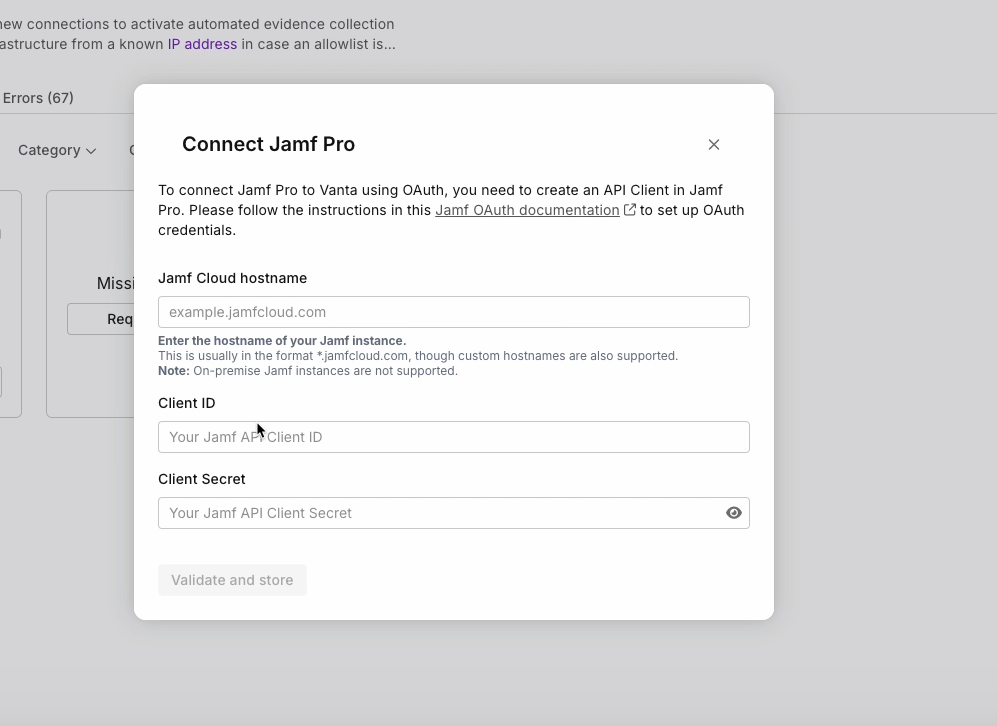 new connections to activate automated evidence collection
astructure from a known IP address in case an allowlist is...
Errors (67)
Category
Connect Jamf Pro
To connect Jamf Pro to Vanta using OAuth, you need to create an API Client in Jamf
Pro. Please follow the instructions in this Jamf OAuth documentation to set up OAuth
credentials.
Missi
Req
Jamf Cloud hostname
example.jamfcloud.com
Enter the hostname of your Jamf instance.
This is usually in the format *.jamfcloud.com, though custom hostnames are also supported.
Note: On-premise Jamf instances are not supported.
Client ID
Your Jamf API Client ID
Client Secret
Your Jamf API Client Secret
Validate and store